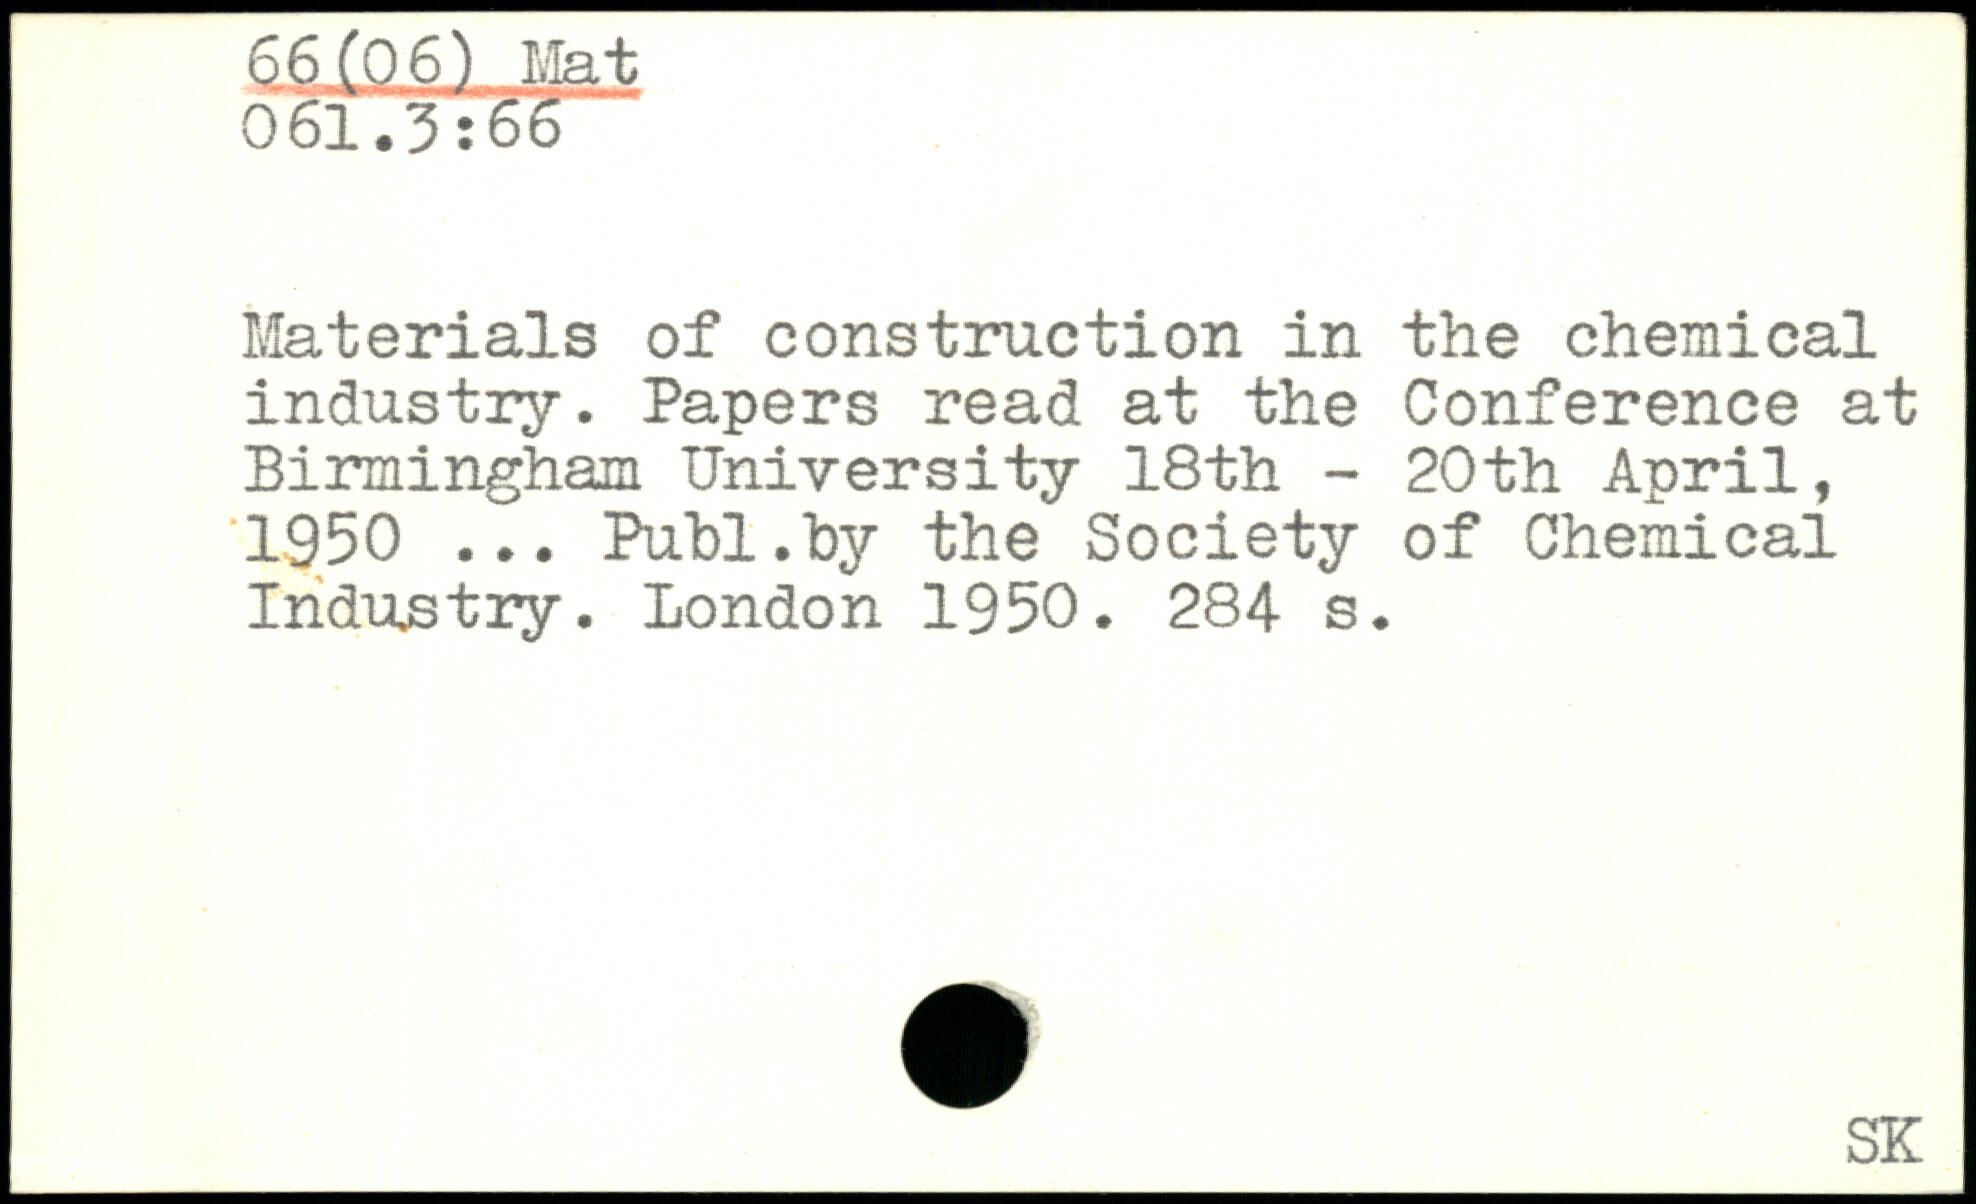 66(06) Mat
061.3:66
Materials of construction in the chemical
industry. Papers read at the Conference at
Birmingham University 18th - 20th April,
1950 ... Publ.by the Society of Chemical
Industry. London 1950. 284 s.
SK